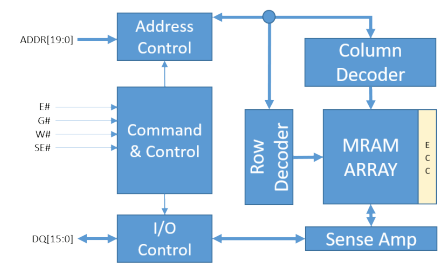 ADDR[19:0]
Address
Control
Column
Decoder
E#
G#
W#
SE#
Command
& Control
Row
Decoder
MRAM
ARRAY
E
C
C
DQ[15:0]
I/O
Control
Sense Amp